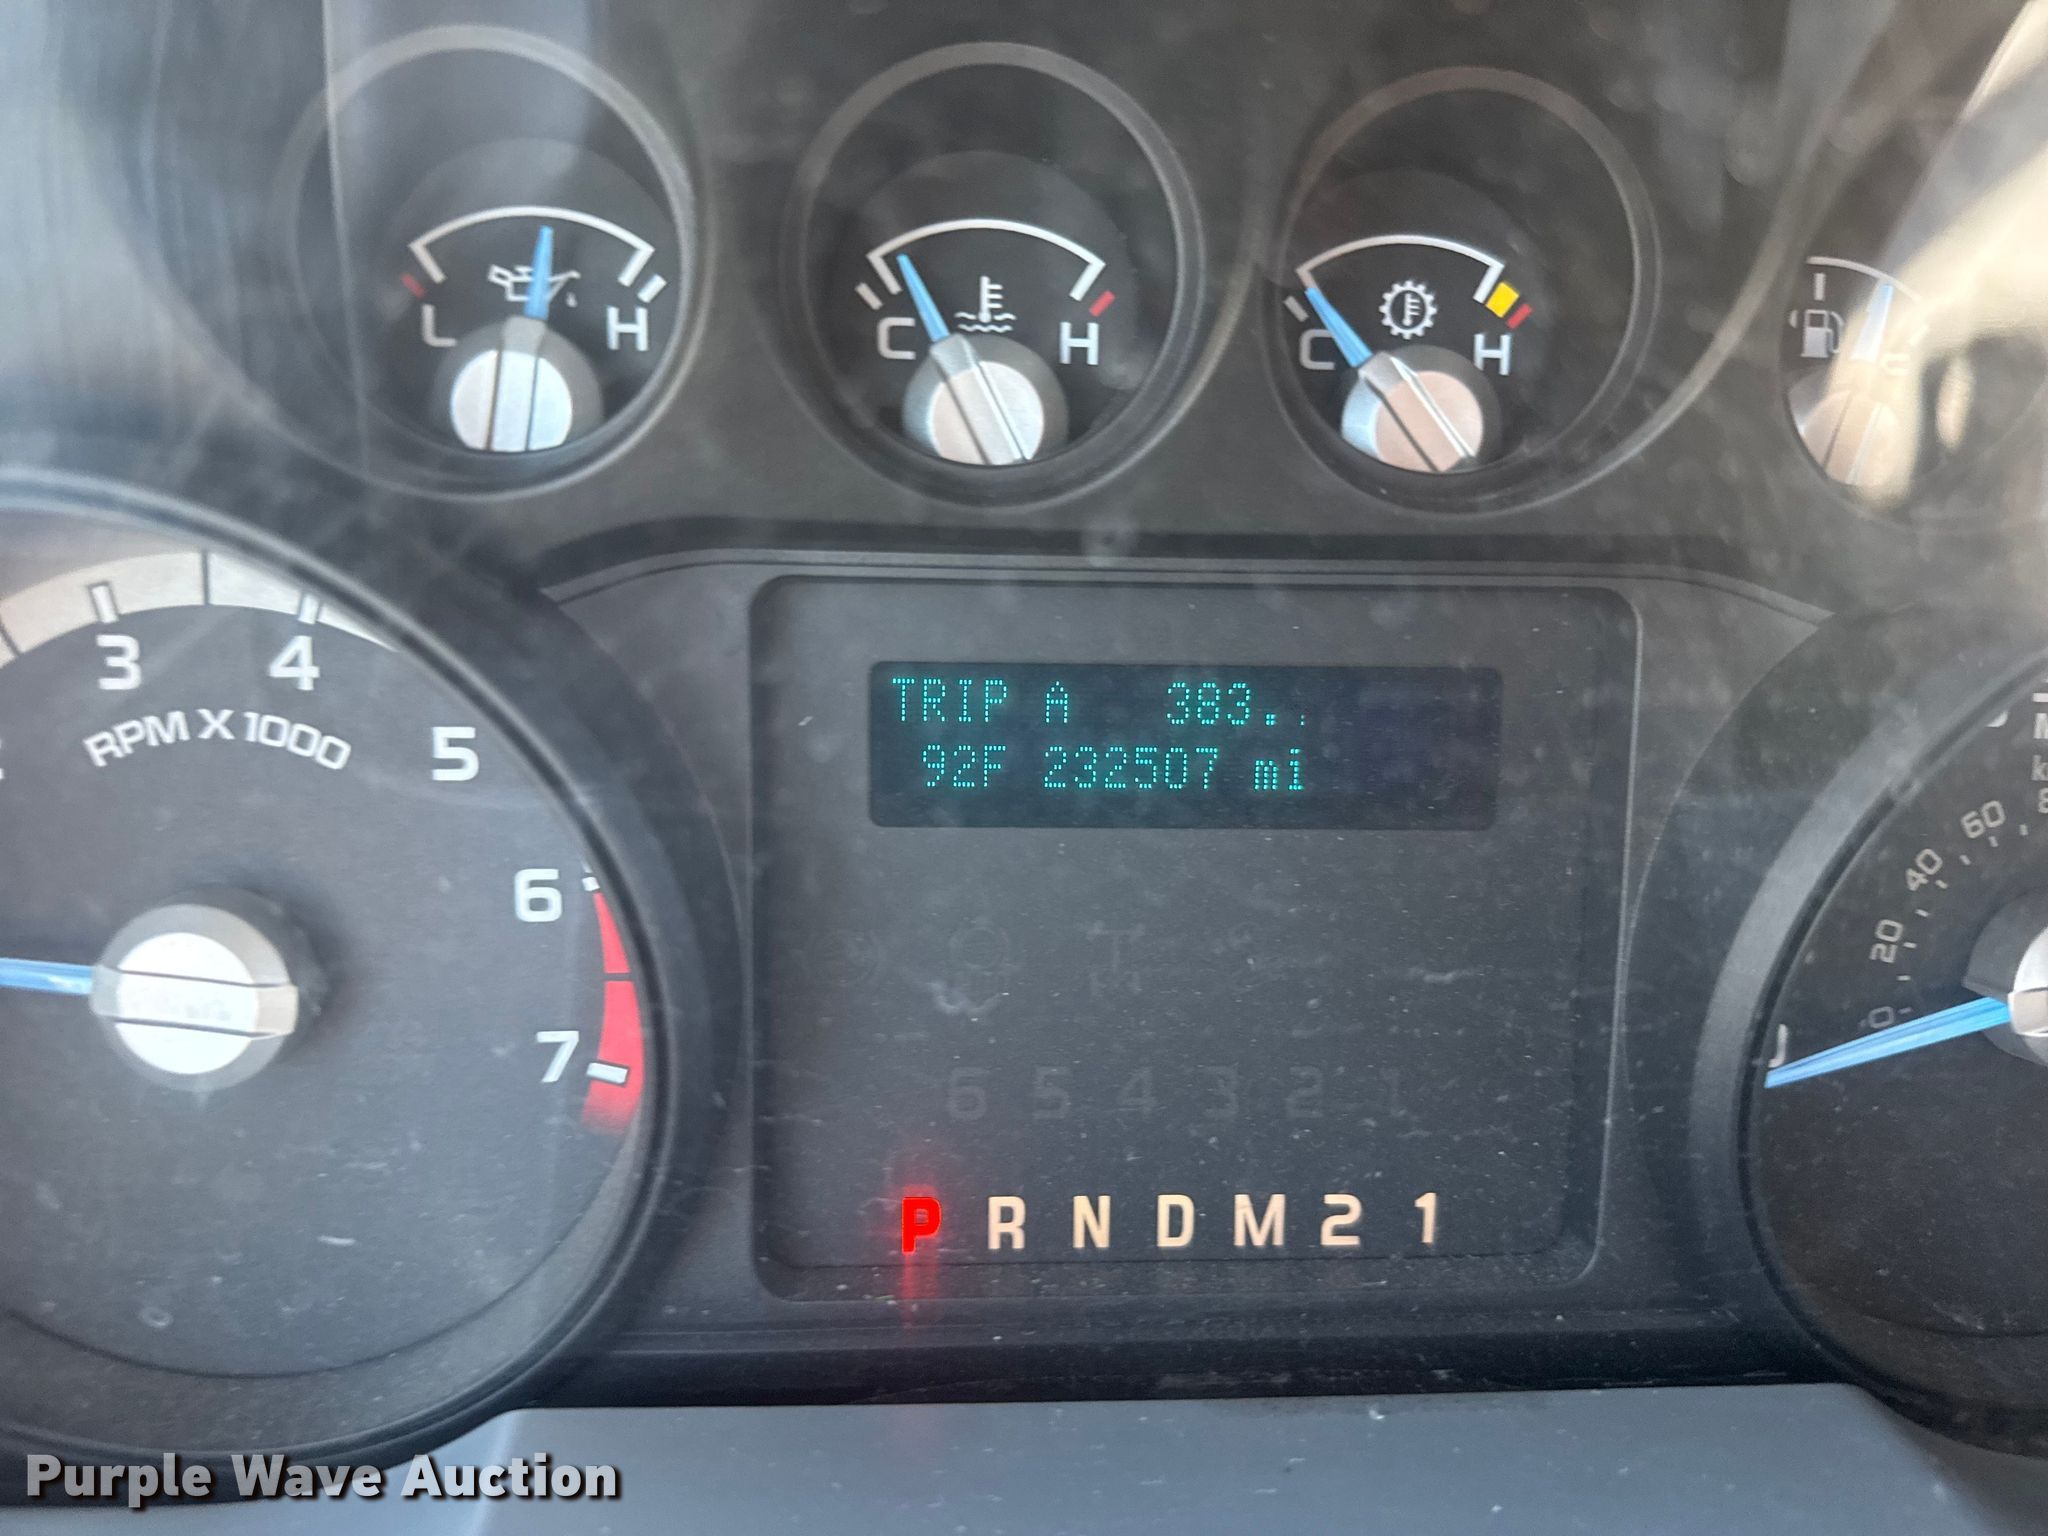 L H
C H
C H
3 4 5 6 7
RPM X 1000
TRIP A 383.
92F 232507 mi
0 20 40 60
6 5 4 3 2 1
P R N D M 2 1
Purple Wave Auction